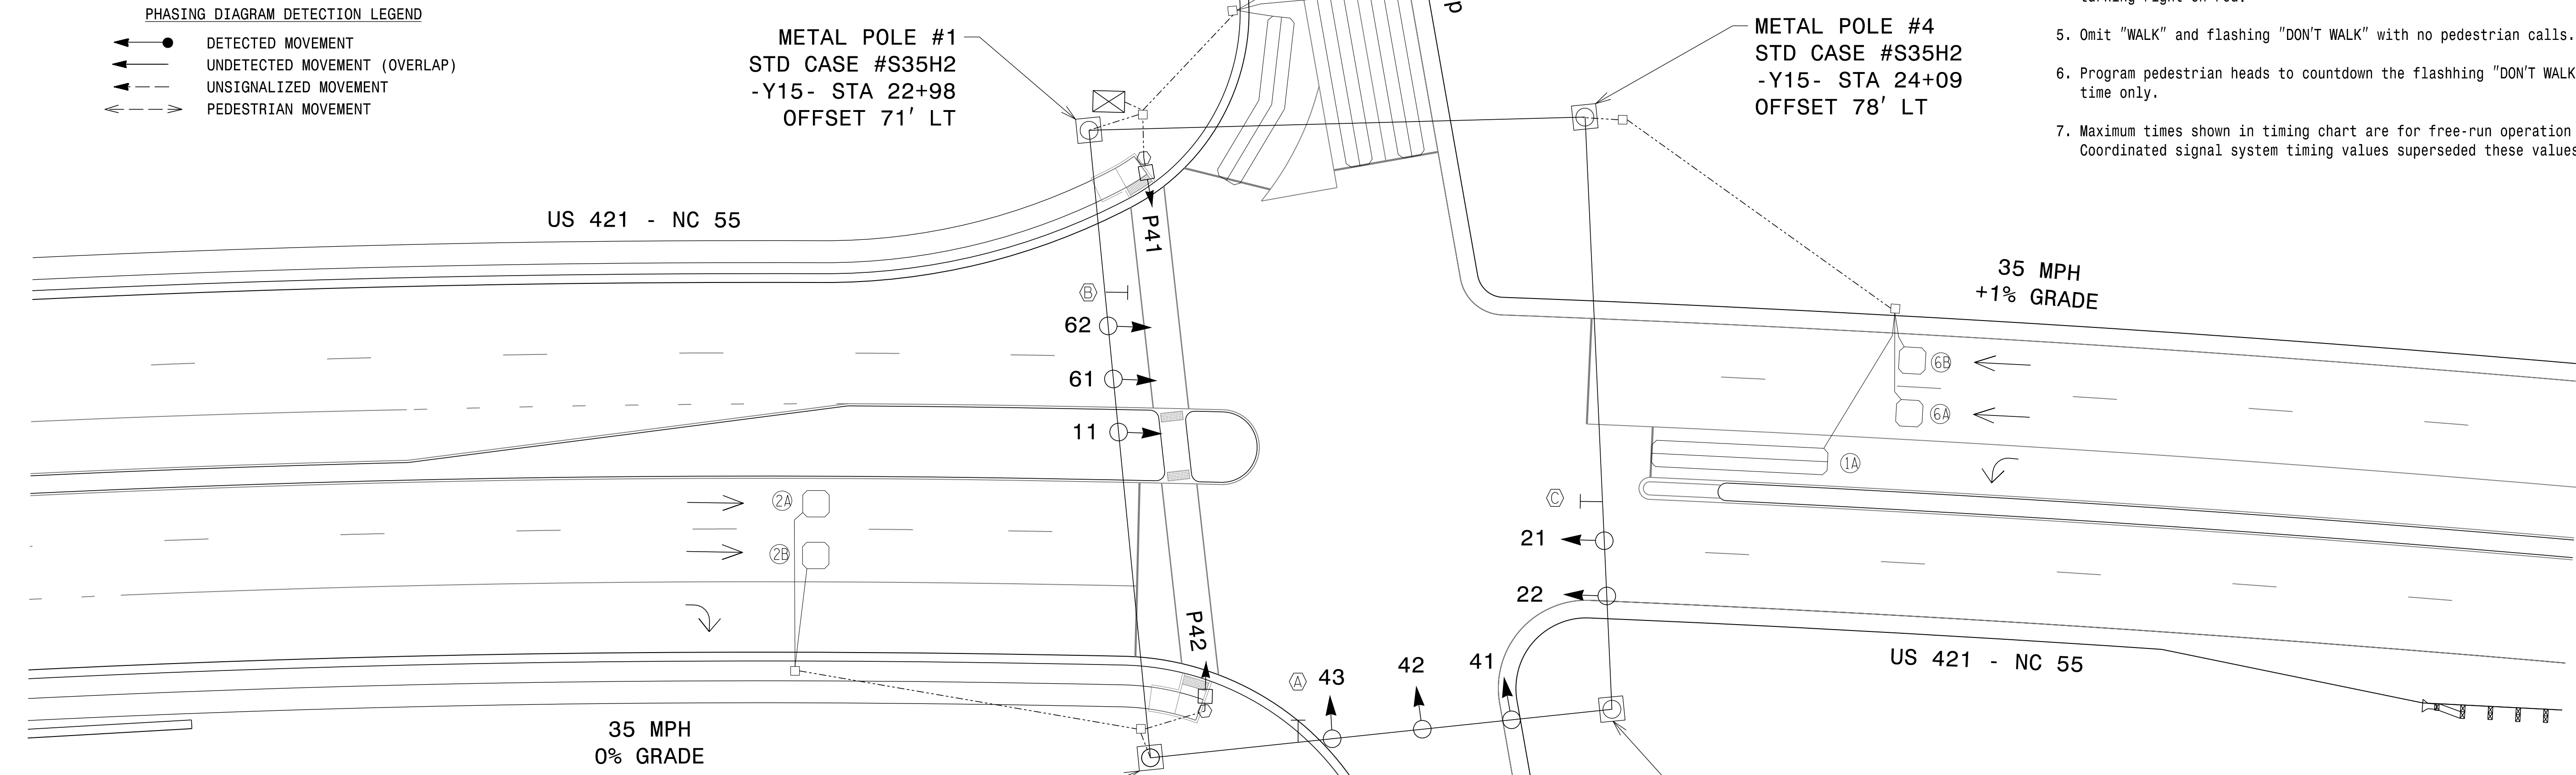 PHASING DIAGRAM DETECTION LEGEND
DETECTED MOVEMENT
UNDETECTED MOVEMENT (OVERLAP)
UNSIGNALIZED MOVEMENT
PEDESTRIAN MOVEMENT
METAL POLE #1
STD CASE #S35H2
-Y15- STA 22+98
OFFSET 71' LT
METAL POLE #4
STD CASE #S35H2
-Y15- STA 24+09
OFFSET 78' LT
5. Omit "WALK" and flashing "DON'T WALK" with no pedestrian calls.
6. Program pedestrian heads to countdown the flashhing "DON'T WALK
time only.
7. Maximum times shown in timing chart are for free-run operation
Coordinated signal system timing values superseded these values
US 421 - NC 55
P41
B
62
61
11
35 MPH
+1% GRADE
6B
6A
1A
2A
2B
C
21
22
P42
A
43
42
41
US 421 - NC 55
35 MPH
0% GRADE